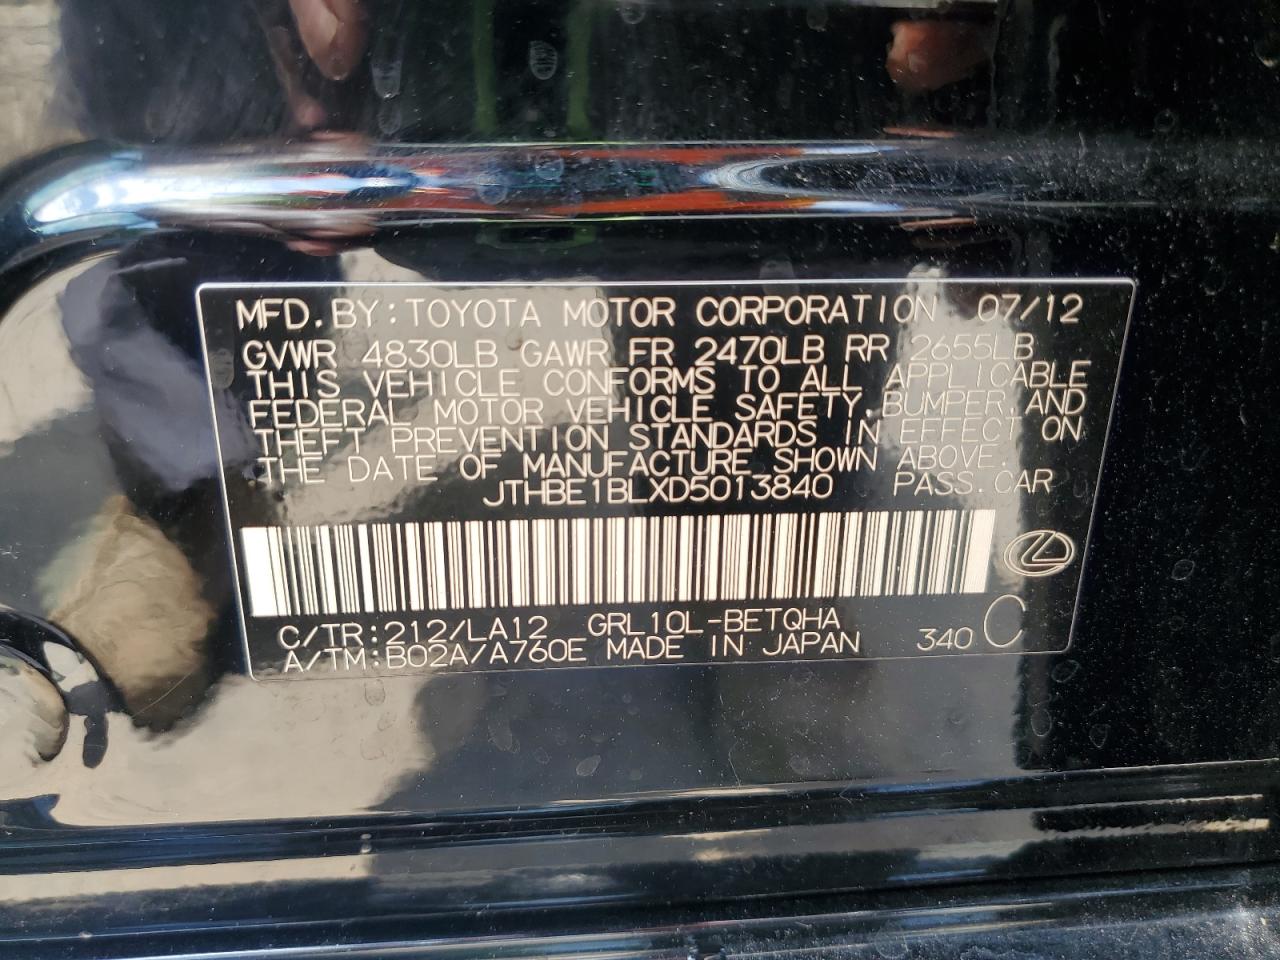 MFD. BY: TOYOTA MOTOR CORPORATION 07/12
GVWR 4830LB GAWR FR 2470LB RR 2655LB
THIS VEHICLE CONFORMS TO ALL APPLICABLE
FEDERAL MOTOR VEHICLE SAFETY, BUMPER, AND
THEFT PREVENTION STANDARDS IN EFFECT ON
THE DATE OF MANUFACTURE SHOWN ABOVE.
JTHBE1BLXD5013840 PASS. CAR
C/TR: 212/LA12 GRL10L-BETQHA 340 C
A/TM: B02A/A760E MADE IN JAPAN